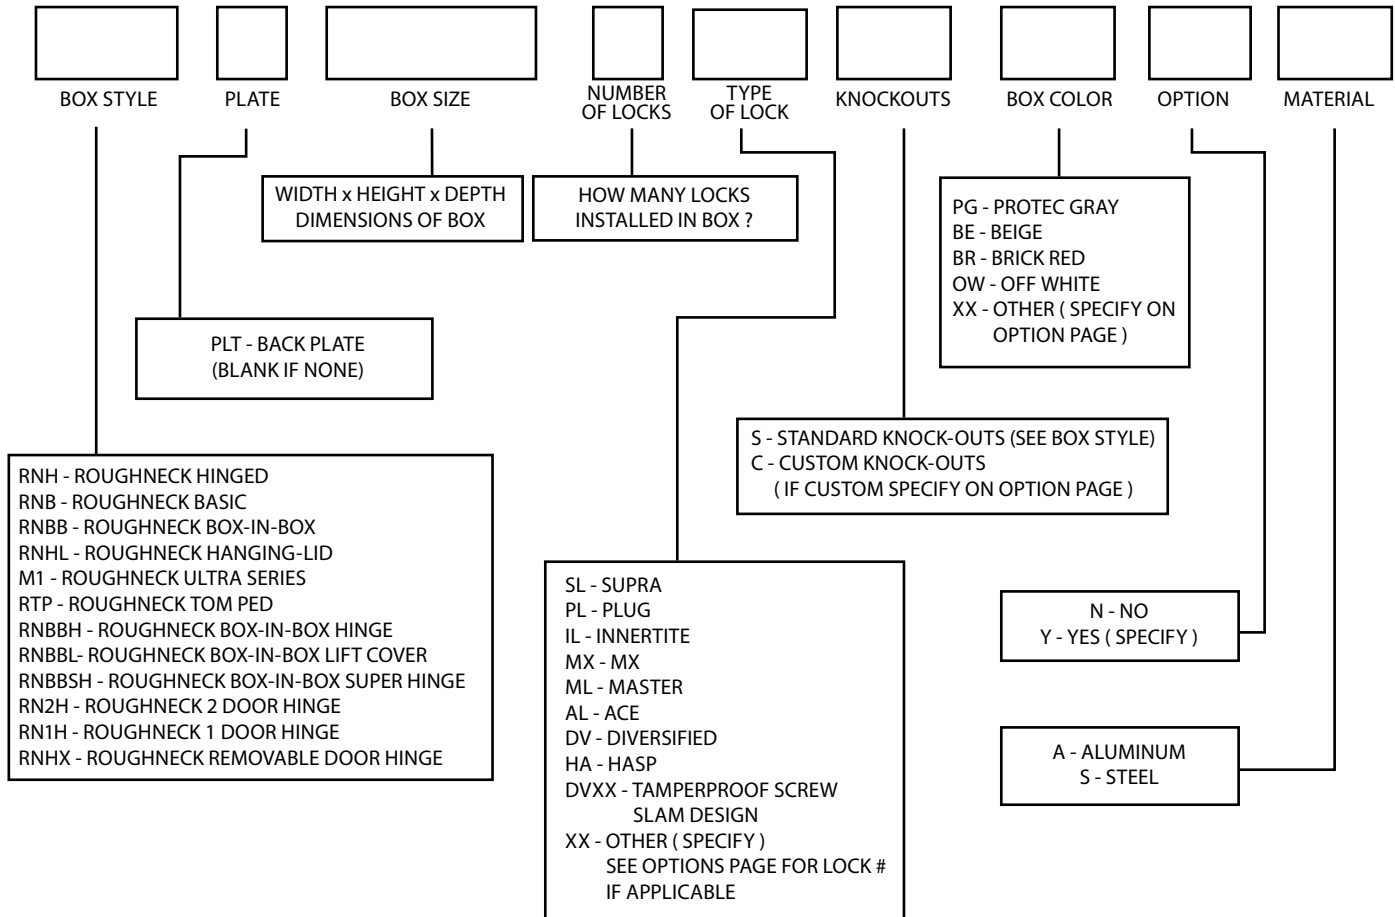 BOX STYLE
PLATE
BOX SIZE
NUMBER
OF LOCKS
TYPE
OF LOCK
KNOCKOUTS
BOX COLOR
OPTION
MATERIAL
WIDTH x HEIGHT x DEPTH
DIMENSIONS OF BOX
HOW MANY LOCKS
INSTALLED IN BOX ?
PG - PROTEC GRAY
BE - BEIGE
BR - BRICK RED
OW - OFF WHITE
XX - OTHER ( SPECIFY ON
OPTION PAGE )
PLT - BACK PLATE
(BLANK IF NONE)
S - STANDARD KNOCK-OUTS (SEE BOX STYLE)
C - CUSTOM KNOCK-OUTS
( IF CUSTOM SPECIFY ON OPTION PAGE )
RNH - ROUGHNECK HINGED
RNB - ROUGHNECK BASIC
RNBB - ROUGHNECK BOX-IN-BOX
RNHL - ROUGHNECK HANGING-LID
M1 - ROUGHNECK ULTRA SERIES
RTP - ROUGHNECK TOM PED
RNBBH - ROUGHNECK BOX-IN-BOX HINGE
RNBBL- ROUGHNECK BOX-IN-BOX LIFT COVER
RNBBSH - ROUGHNECK BOX-IN-BOX SUPER HINGE
RN2H - ROUGHNECK 2 DOOR HINGE
RN1H - ROUGHNECK 1 DOOR HINGE
RNHX - ROUGHNECK REMOVABLE DOOR HINGE
SL - SUPRA
PL - PLUG
IL - INNERTITE
MX - MX
ML - MASTER
AL - ACE
DV - DIVERSIFIED
HA - HASP
DVXX - TAMPERPROOF SCREW
SLAM DESIGN
XX - OTHER ( SPECIFY )
SEE OPTIONS PAGE FOR LOCK #
IF APPLICABLE
N - NO
Y - YES ( SPECIFY )
A - ALUMINUM
S - STEEL